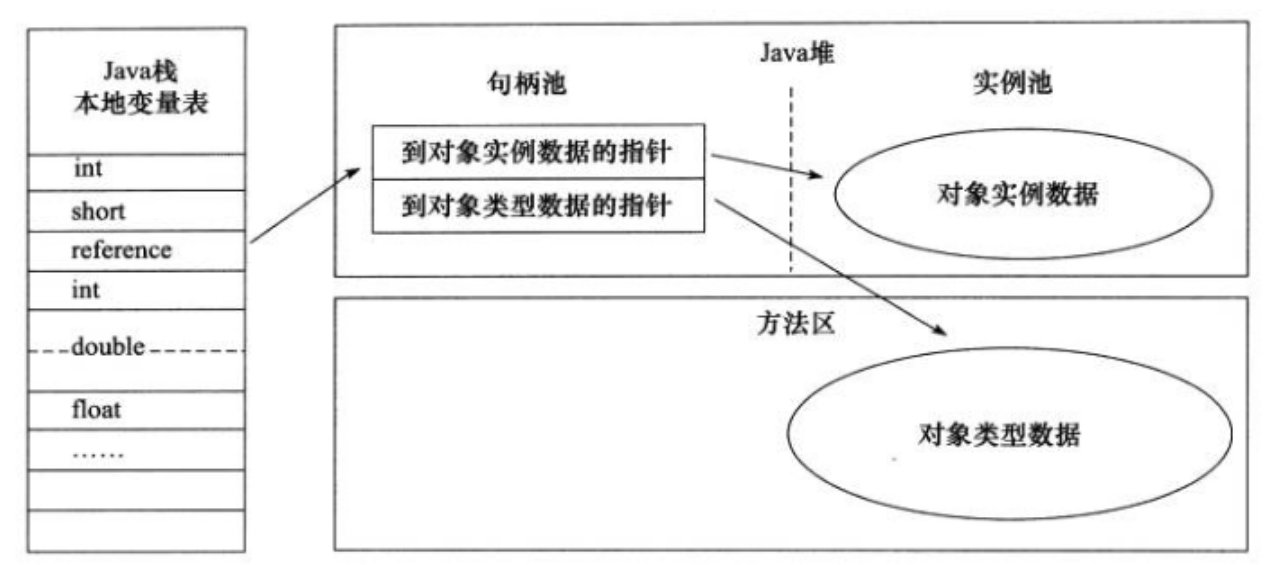 Java栈
本地变量表
int
short
reference
int
double
float
……
Java堆
句柄池
实例池
到对象实例数据的指针
到对象类型数据的指针
对象实例数据
方法区
对象类型数据